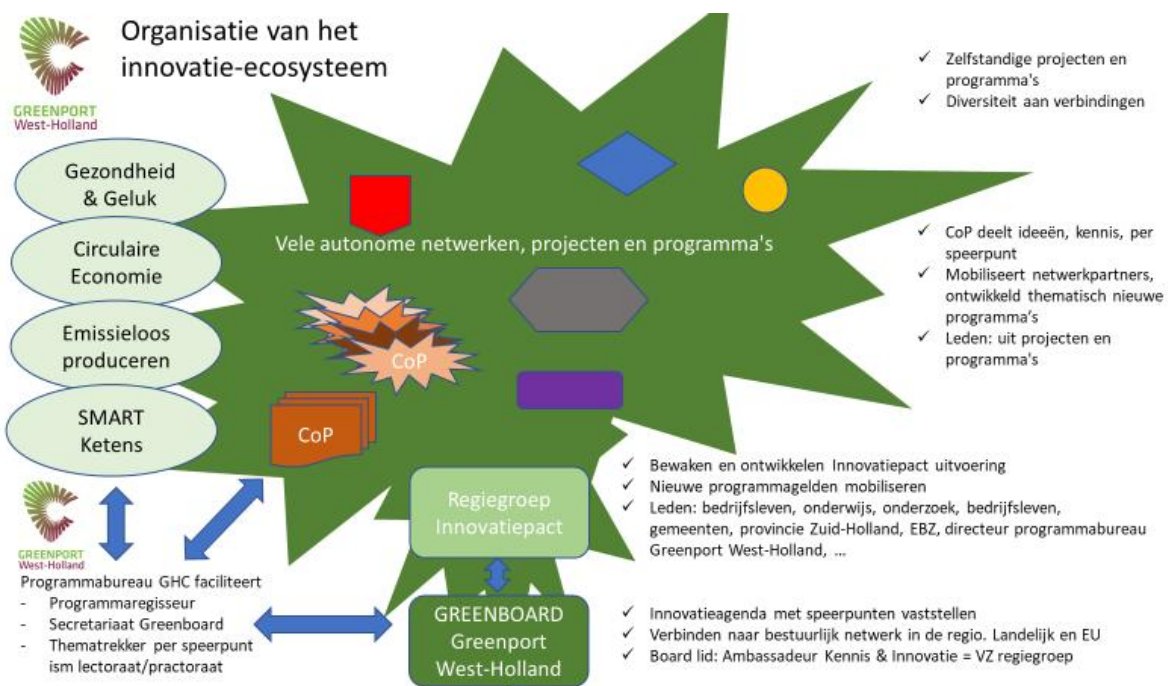 Organisatie van het
innovatie-ecosysteem
GREENPORT
West-Holland
Gezondheid
& Geluk
Circulaire
Economie
Emissieloos
produceren
SMART
Ketens
Vele autonome netwerken, projecten en programma's
CoP
CoP
✓ Zelfstandige projecten en
programma's
✓ Diversiteit aan verbindingen
✓ CoP deelt ideeën, kennis, per
speerpunt
✓ Mobiliseert netwerkpartners,
ontwikkeld thematisch nieuwe
programma's
✓ Leden: uit projecten en
programma's
Regiegroep
Innovatiepact
✓ Bewaken en ontwikkelen Innovatiepact uitvoering
✓ Nieuwe programmagelden mobiliseren
✓ Leden: bedrijfsleven, onderwijs, onderzoek, bedrijfsleven,
gemeenten, provincie Zuid-Holland, EBZ, directeur programmabureau
Greenport West-Holland, ...
GREENPORT
West-Holland
Programmabureau GHC faciliteert
- Programmaregisseur
- Secretariaat Greenboard
- Thematrekker per speerpunt
ism lectoraat/practoraat
GREENBOARD
Greenport
West-Holland
✓ Innovatieagenda met speerpunten vaststellen
✓ Verbinden naar bestuurlijk netwerk in de regio. Landelijk en EU
✓ Board lid: Ambassadeur Kennis & Innovatie = VZ regiegroep